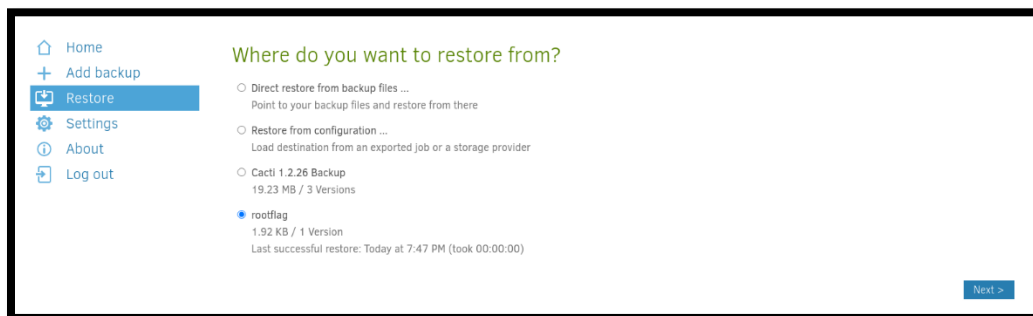 Home
Add backup
Restore
Settings
About
Log out
Where do you want to restore from?
Direct restore from backup files ...
Point to your backup files and restore from there
Restore from configuration ...
Load destination from an exported job or a storage provider
Cacti 1.2.26 Backup
19.23 MB / 3 Versions
rootflag
1.92 KB / 1 Version
Last successful restore: Today at 7:47 PM (took 00:00:00)
Next >